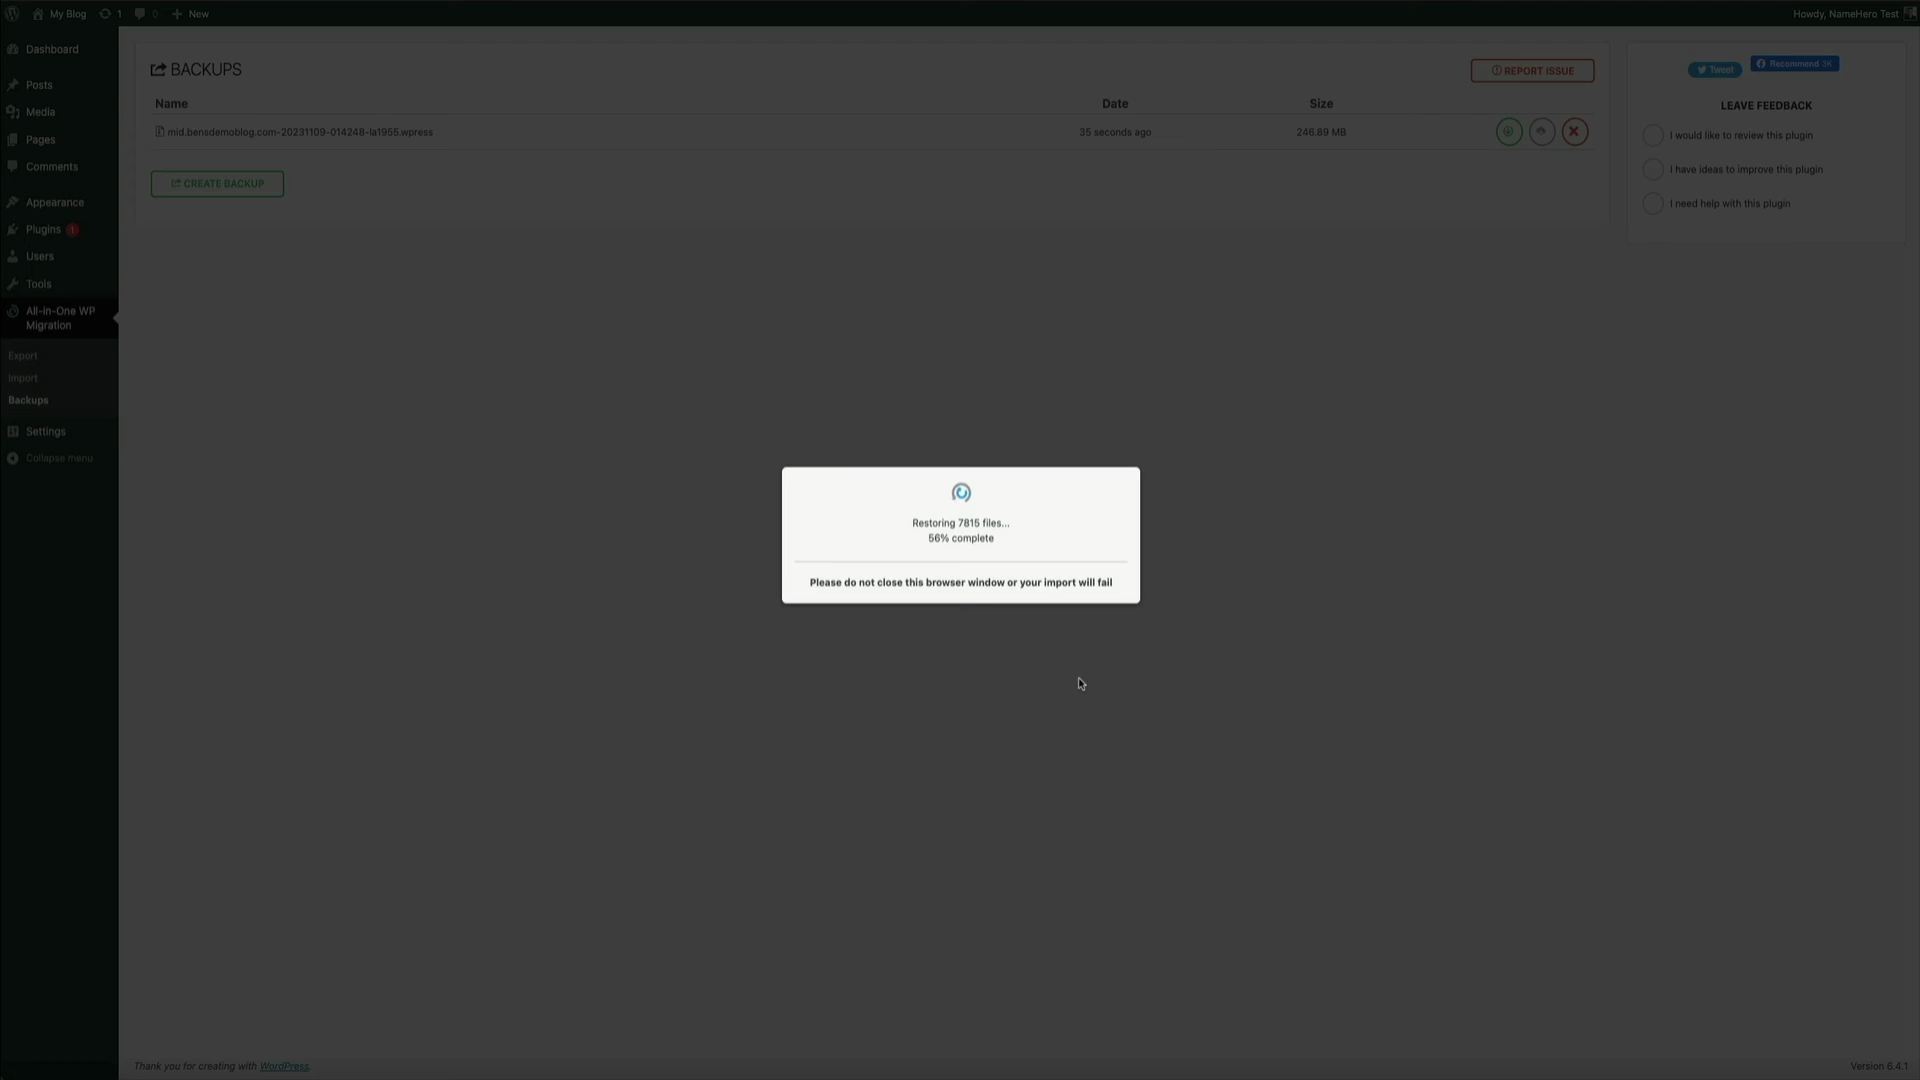 My Blog 1 0 New
Howdy, NameHero Test
Dashboard
Posts
Media
Pages
Comments
Appearance
Plugins 1
Users
Tools
All-in-One WP
Migration
Export
Import
Backups
Settings
Collapse menu
BACKUPS
REPORT ISSUE
Name Date Size
mid.bensdemoblog.com-20231109-014248-la1955.wpress 35 seconds ago 246.89 MB
CREATE BACKUP
Tweet
Recommend 3K
LEAVE FEEDBACK
I would like to review this plugin
I have ideas to improve this plugin
I need help with this plugin
Restoring 7815 files...
56% complete
Please do not close this browser window or your import will fail
Thank you for creating with WordPress.
Version 6.4.1